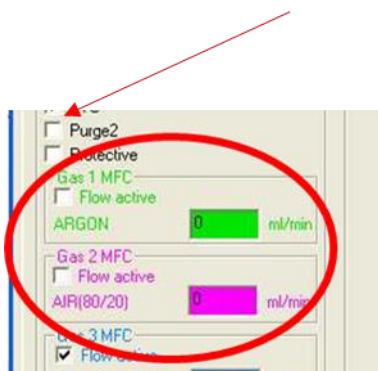 Purge2
Protective
Gas 1 MFC
Flow active
ARGON 0 ml/min
Gas 2 MFC
Flow active
AIR(80/20) 0 ml/min
Gas 3 MFC
Flow active